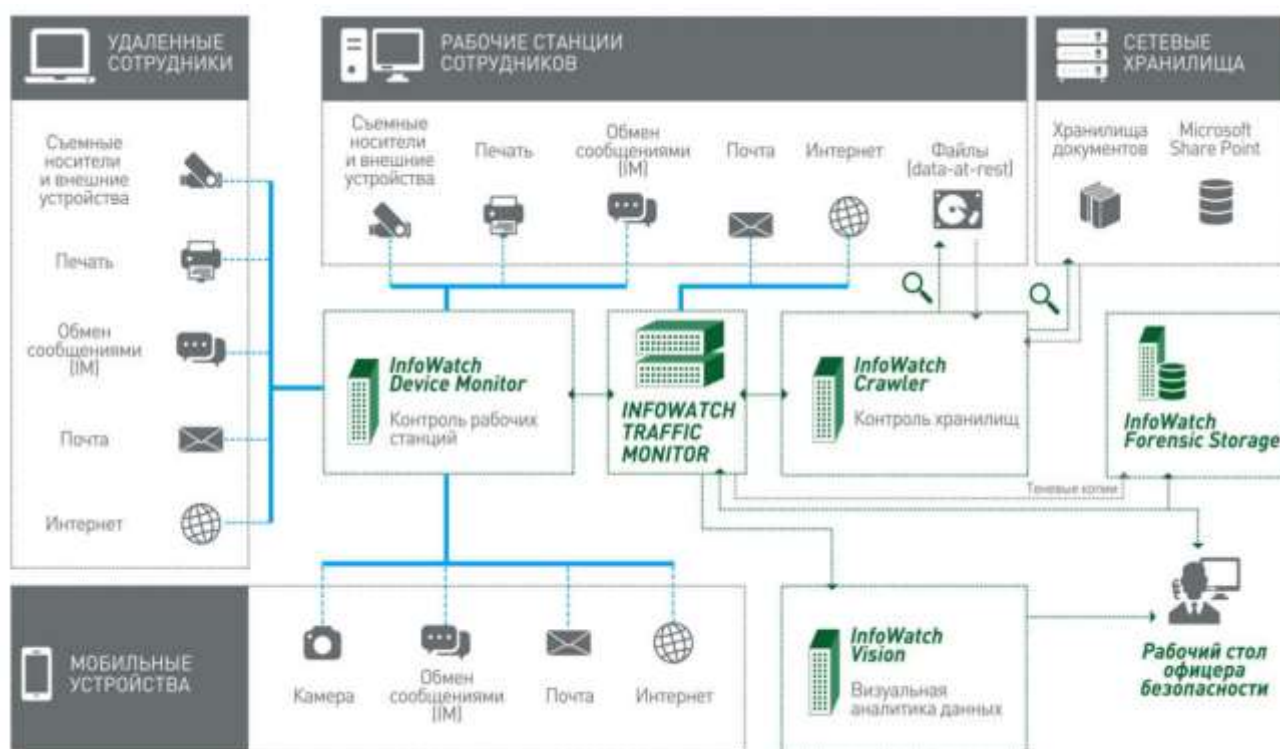 УДАЛЕННЫЕ
СОТРУДНИКИ
Съемные
носители
и внешние
устройства
Печать
Обмен
сообщениями
(IM)
Почта
Интернет
РАБОЧИЕ СТАНЦИИ
СОТРУДНИКОВ
Съемные
носители
и внешние
устройства
Печать
Обмен
сообщениями
(IM)
Почта
Интернет
Файлы
(data-at-rest)
СЕТЕВЫЕ
ХРАНИЛИЩА
Хранилища
документов
Microsoft
Share Point
InfoWatch
Device Monitor
Контроль рабочих
станций
INFOWATCH
TRAFFIC
MONITOR
InfoWatch
Crawler
Контроль хранилищ
InfoWatch
Forensic Storage
Теневые копии
МОБИЛЬНЫЕ
УСТРОЙСТВА
Камера
Обмен
сообщениями
(IM)
Почта
Интернет
InfoWatch
Vision
Визуальная
аналитика данных
Рабочий стол
офицера
безопасности